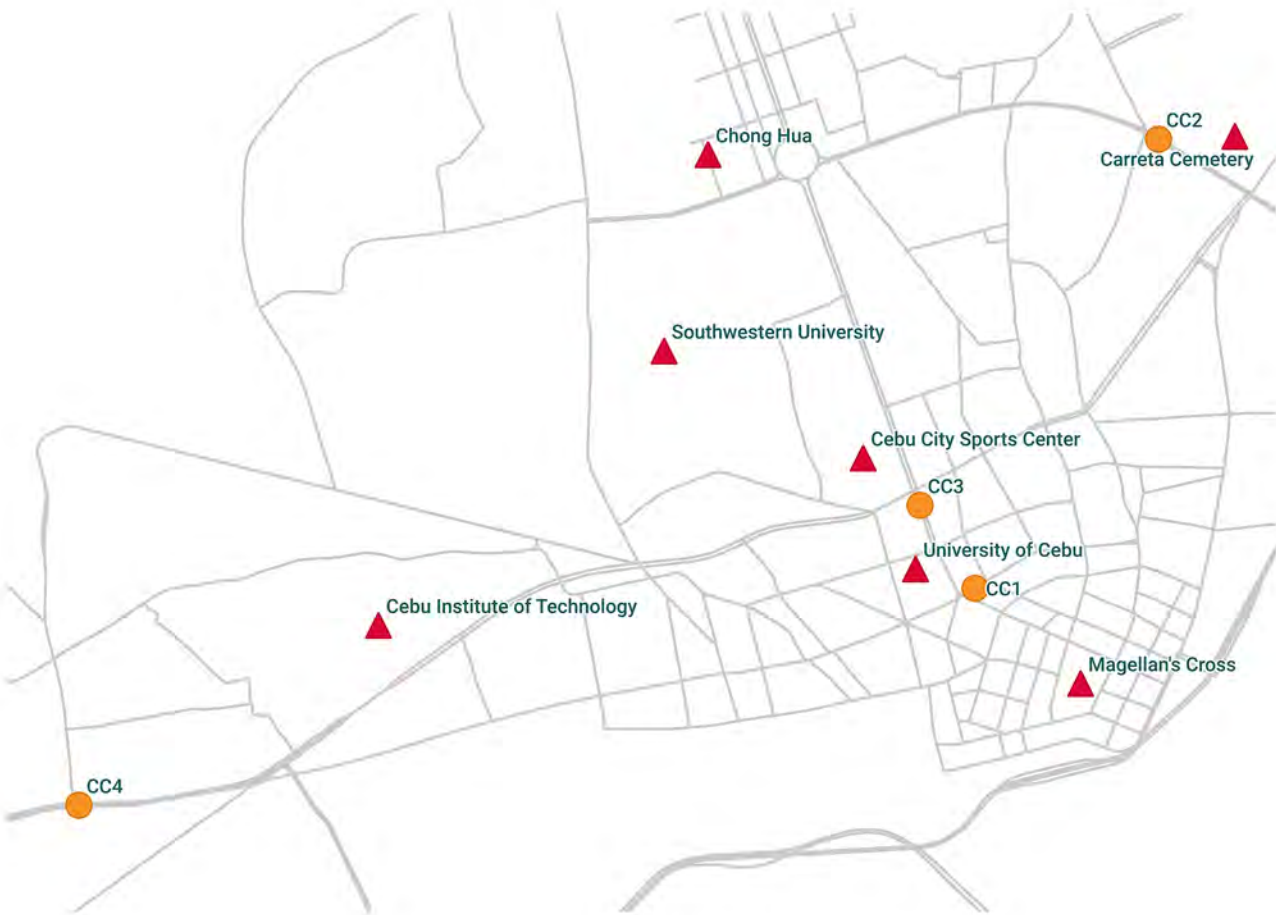 CC2
Chong Hua
Carreta Cemetery
Southwestern University
Cebu City Sports Center
CC3
University of Cebu
CC1
Cebu Institute of Technology
Magellan's Cross
CC4